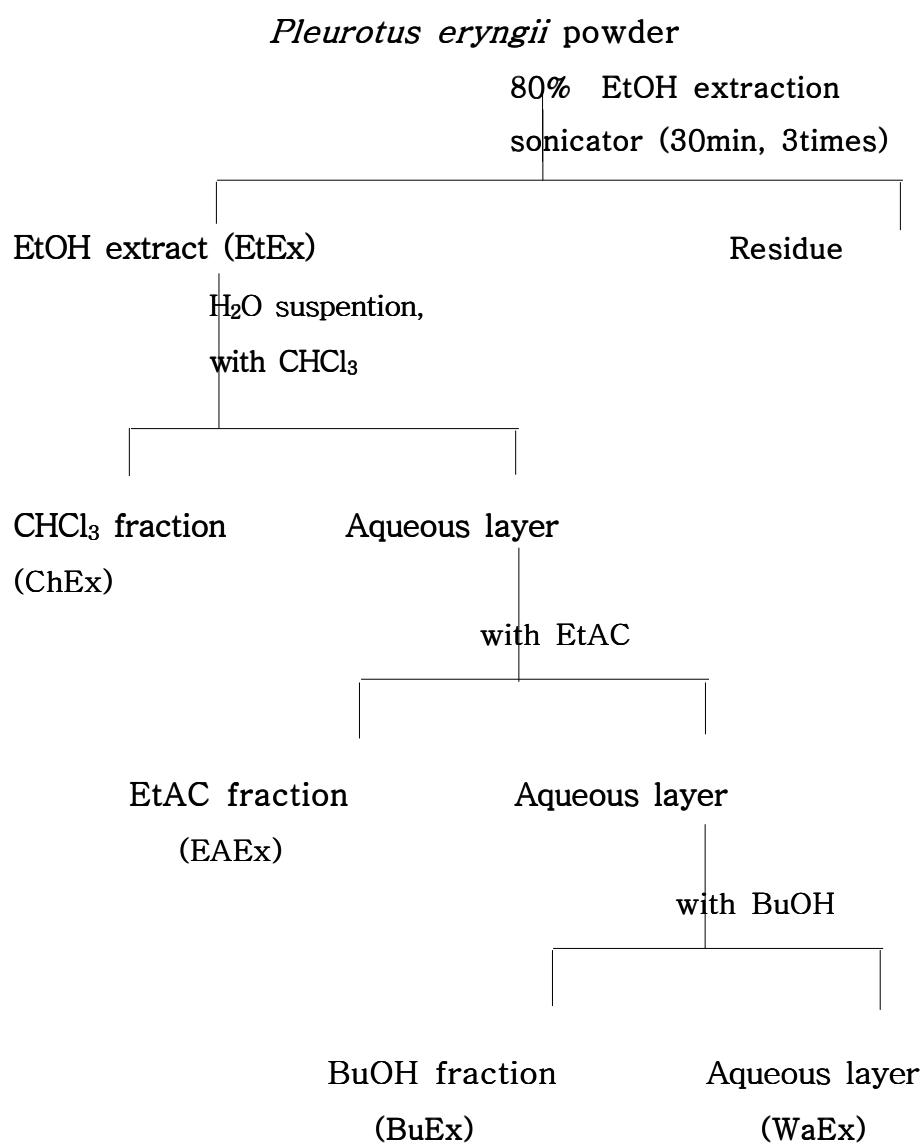 Pleurotus eryngii powder
80% EtOH extraction
sonicator (30min, 3times)
EtOH extract (EtEx)
Residue
H₂O suspention,
with CHCl₃
CHCl₃ fraction
(ChEx)
Aqueous layer
with EtAC
EtAC fraction
(EAEx)
Aqueous layer
with BuOH
BuOH fraction
(BuEx)
Aqueous layer
(WaEx)